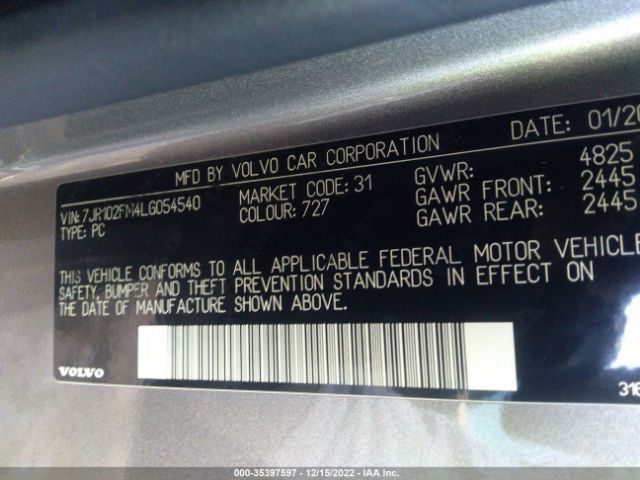 MFD BY VOLVO CAR CORPORATION
DATE: 01/20
VIN: 7JR102FM4LG054540
TYPE: PC
MARKET CODE: 31
COLOUR: 727
GVWR: 4825
GAWR FRONT: 2445
GAWR REAR: 2445
THIS VEHICLE CONFORMS TO ALL APPLICABLE FEDERAL MOTOR VEHICLE
SAFETY, BUMPER AND THEFT PREVENTION STANDARDS IN EFFECT ON
THE DATE OF MANUFACTURE SHOWN ABOVE.
VOLVO
316
000-35397597 - 12/15/2022 - IAA Inc.